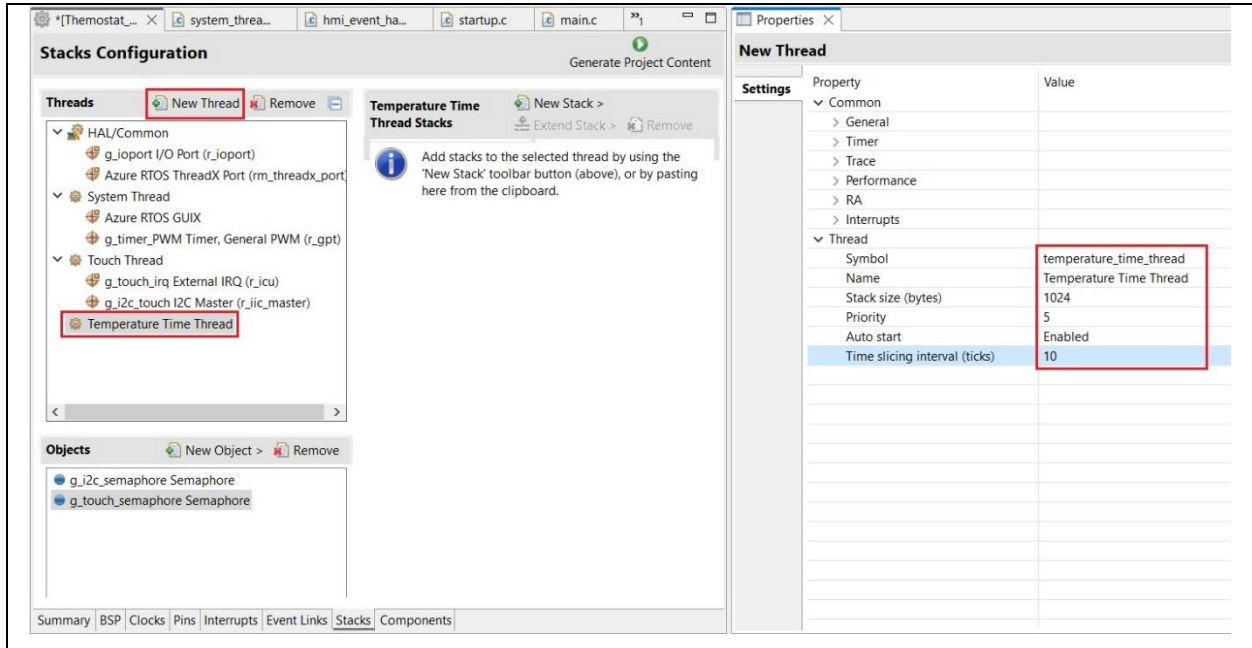 *[Themostat_...
system_threa...
hmi_event_ha...
startup.c
main.c
»1
Stacks Configuration
Generate Project Content
Threads
New Thread
Remove
HAL/Common
g_ioport I/O Port (r_ioport)
Azure RTOS ThreadX Port (rm_threadx_port
System Thread
Azure RTOS GUIX
g_timer_PWM Timer, General PWM (r_gpt)
Touch Thread
g_touch_irq External IRQ (r_icu)
g_i2c_touch I2C Master (r_iic_master)
Temperature Time Thread
Objects
New Object >
Remove
g_i2c_semaphore Semaphore
g_touch_semaphore Semaphore
Temperature Time
Thread Stacks
New Stack >
Extend Stack >
Remove
Add stacks to the selected thread by using the
'New Stack' toolbar button (above), or by pasting
here from the clipboard.
Summary BSP Clocks Pins Interrupts Event Links Stacks Components
Properties
New Thread
Settings
Property Value
Common
General
Timer
Trace
Performance
RA
Interrupts
Thread
Symbol temperature_time_thread
Name Temperature Time Thread
Stack size (bytes) 1024
Priority 5
Auto start Enabled
Time slicing interval (ticks) 10